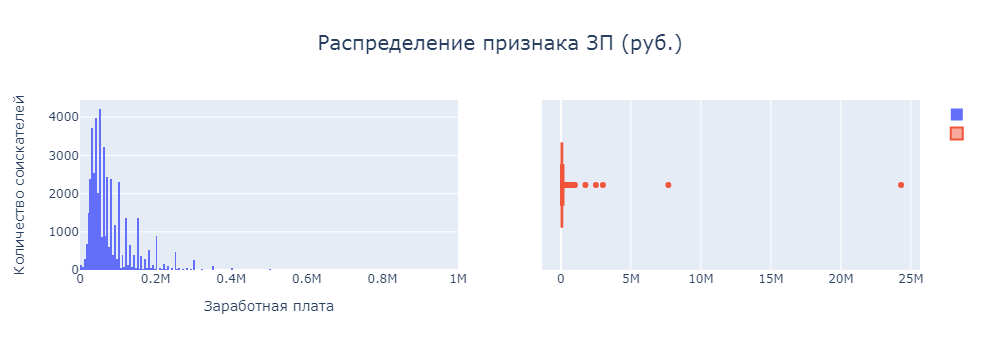 Распределение признака ЗП (руб.)
Количество соискателей
4000
3000
2000
1000
0
0
0.2M
0.4M
0.6M
0.8M
1M
Заработная плата
0
5M
10M
15M
20M
25M